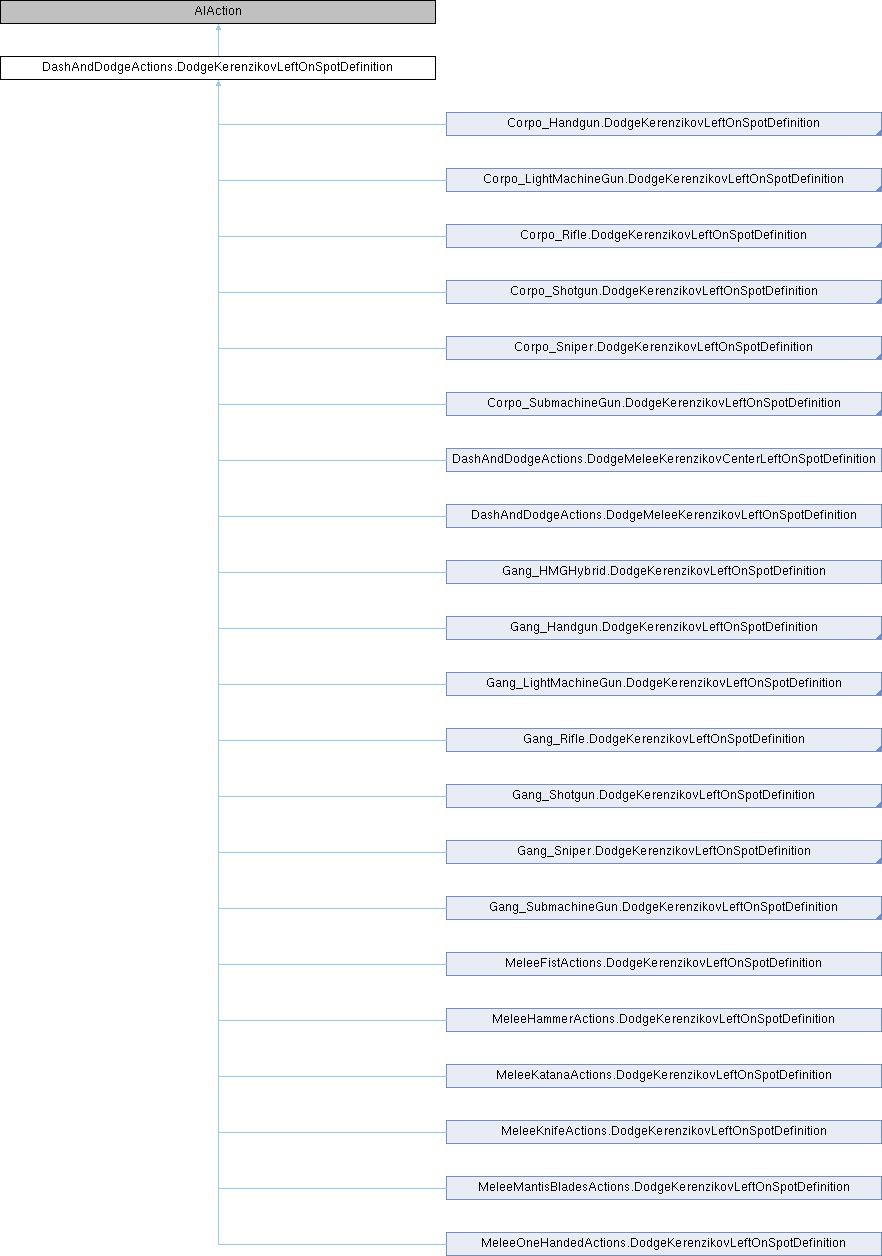 AIAction
DashAndDodgeActions.DodgeKerenzikovLeftOnSpotDefinition
Corpo_Handgun.DodgeKerenzikovLeftOnSpotDefinition
Corpo_LightMachineGun.DodgeKerenzikovLeftOnSpotDefinition
Corpo_Rifle.DodgeKerenzikovLeftOnSpotDefinition
Corpo_Shotgun.DodgeKerenzikovLeftOnSpotDefinition
Corpo_Sniper.DodgeKerenzikovLeftOnSpotDefinition
Corpo_SubmachineGun.DodgeKerenzikovLeftOnSpotDefinition
DashAndDodgeActions.DodgeMeleeKerenzikovCenterLeftOnSpotDefinition
DashAndDodgeActions.DodgeMeleeKerenzikovLeftOnSpotDefinition
Gang_HMGHybrid.DodgeKerenzikovLeftOnSpotDefinition
Gang_Handgun.DodgeKerenzikovLeftOnSpotDefinition
Gang_LightMachineGun.DodgeKerenzikovLeftOnSpotDefinition
Gang_Rifle.DodgeKerenzikovLeftOnSpotDefinition
Gang_Shotgun.DodgeKerenzikovLeftOnSpotDefinition
Gang_Sniper.DodgeKerenzikovLeftOnSpotDefinition
Gang_SubmachineGun.DodgeKerenzikovLeftOnSpotDefinition
MeleeFistActions.DodgeKerenzikovLeftOnSpotDefinition
MeleeHammerActions.DodgeKerenzikovLeftOnSpotDefinition
MeleeKatanaActions.DodgeKerenzikovLeftOnSpotDefinition
MeleeKnifeActions.DodgeKerenzikovLeftOnSpotDefinition
MeleeMantisBladesActions.DodgeKerenzikovLeftOnSpotDefinition
MeleeOneHandedActions.DodgeKerenzikovLeftOnSpotDefinition